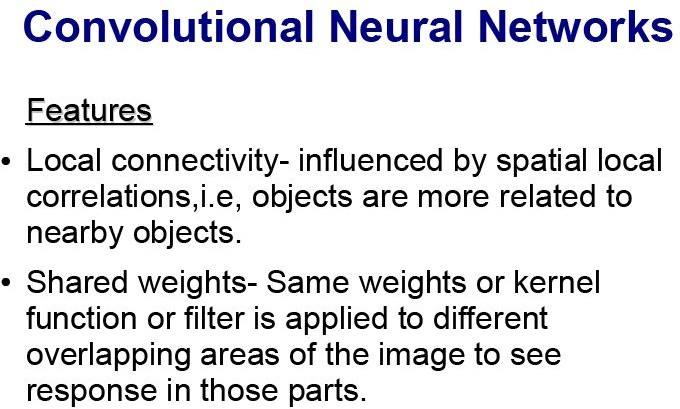 Convolutional Neural Networks
Features
• Local connectivity- influenced by spatial local
correlations,i.e, objects are more related to
nearby objects.
• Shared weights- Same weights or kernel
function or filter is applied to different
overlapping areas of the image to see
response in those parts.